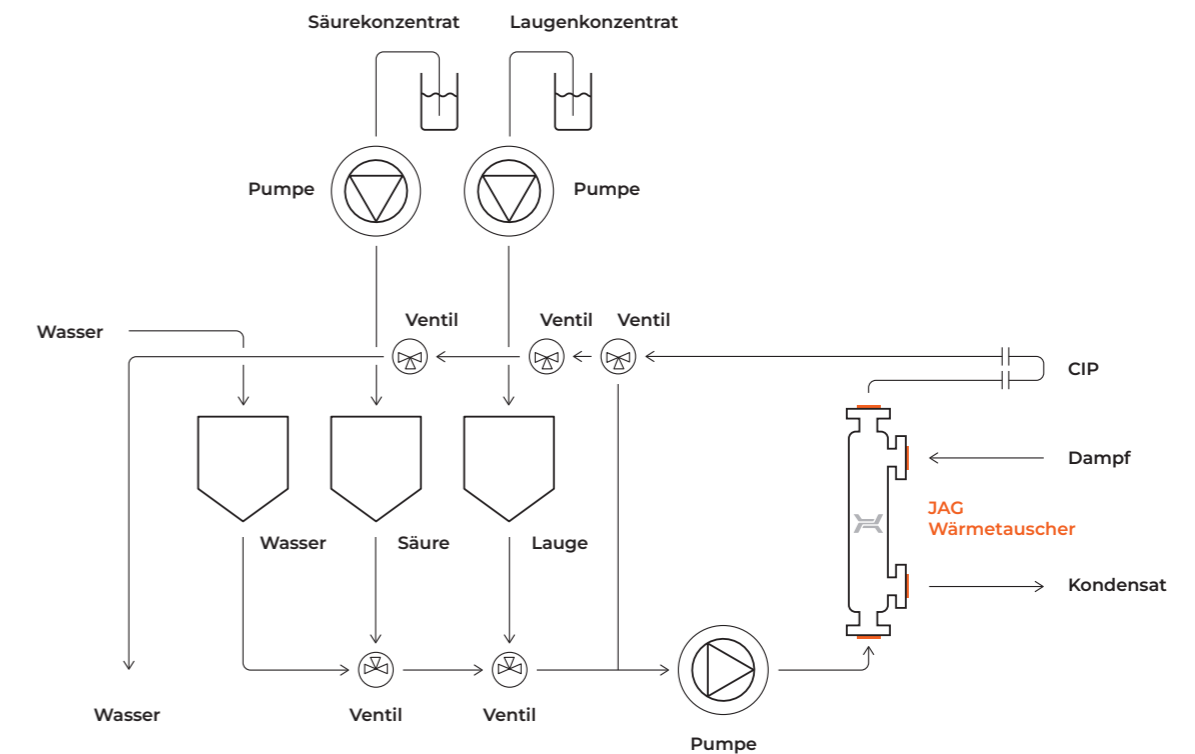 Säurekonzentrat
Laugenkonzentrat
Pumpe
Pumpe
Wasser
Ventil
Ventil
Ventil
CIP
Dampf
JAG
Wärmetauscher
Wasser
Säure
Lauge
Kondensat
Wasser
Ventil
Ventil
Pumpe